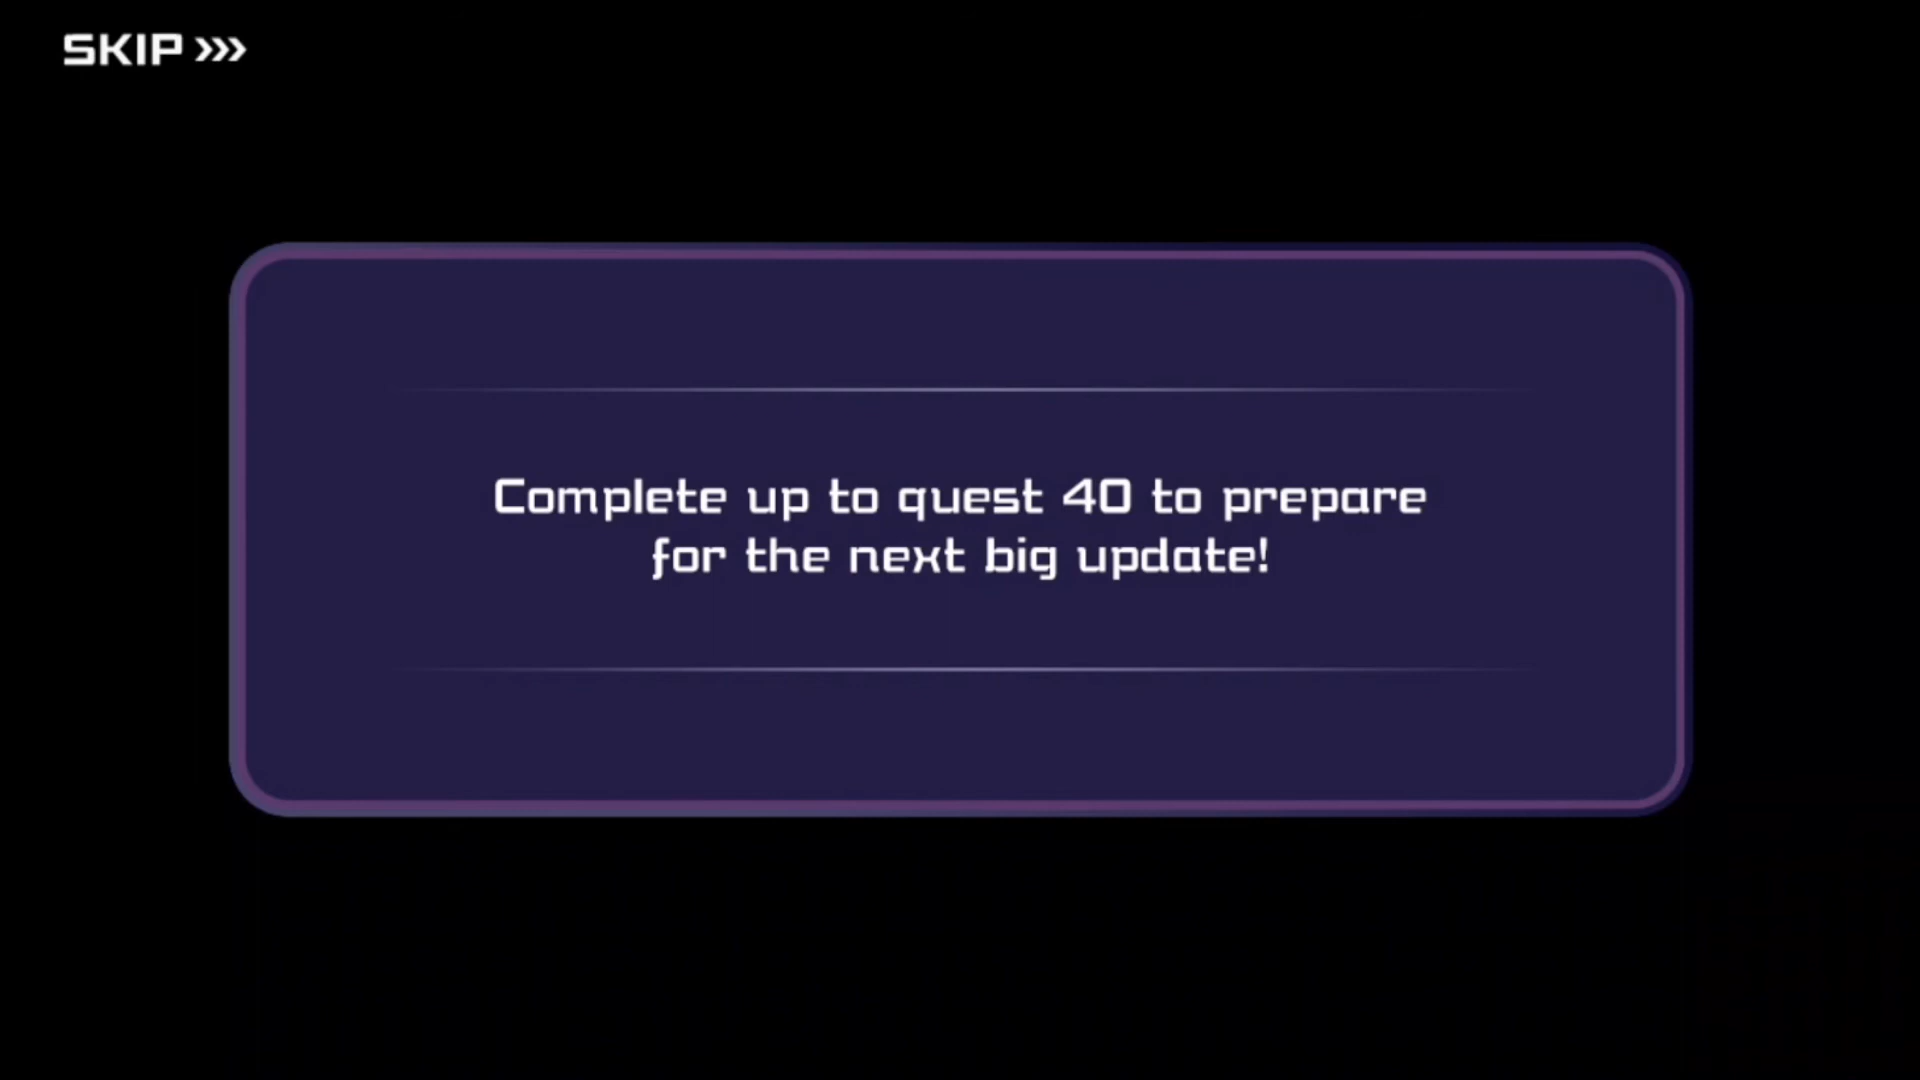 SKIP >>>
Complete up to quest 40 to prepare
for the next big update!